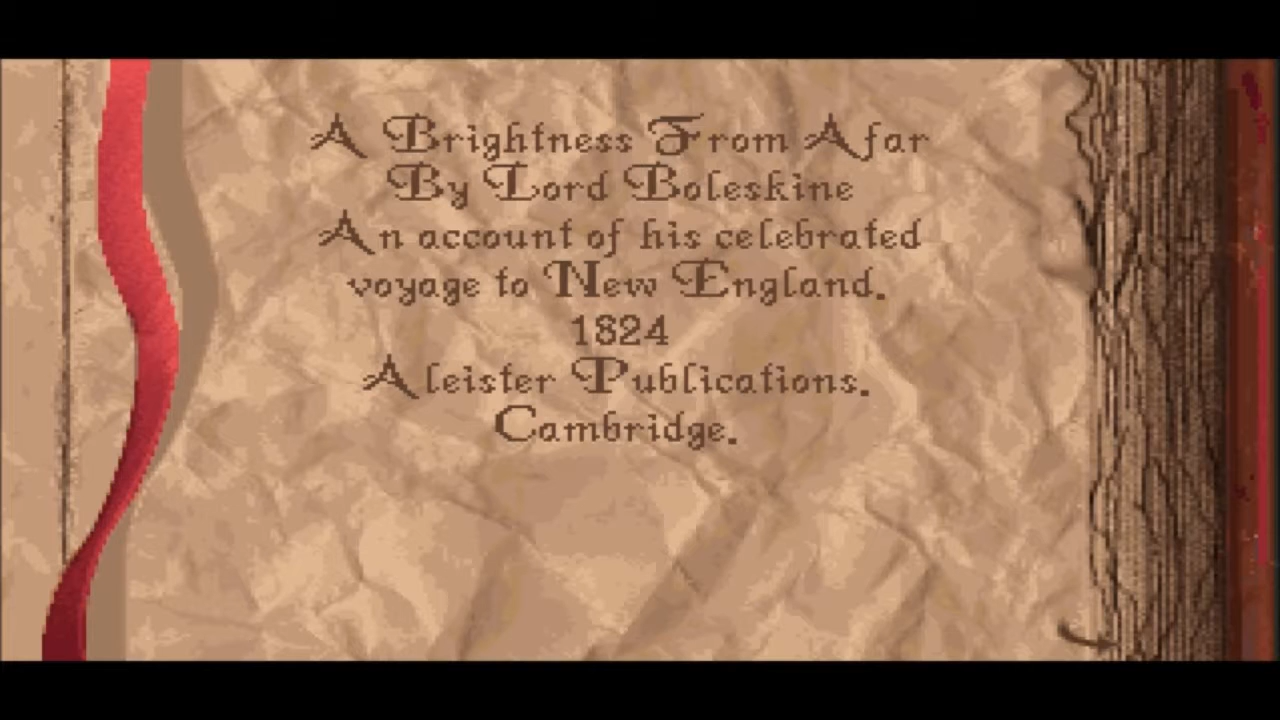 A Brightness From Afar
By Lord Boleskine
An account of his celebrated
voyage to New England.
1824
Aleister Publications.
Cambridge.